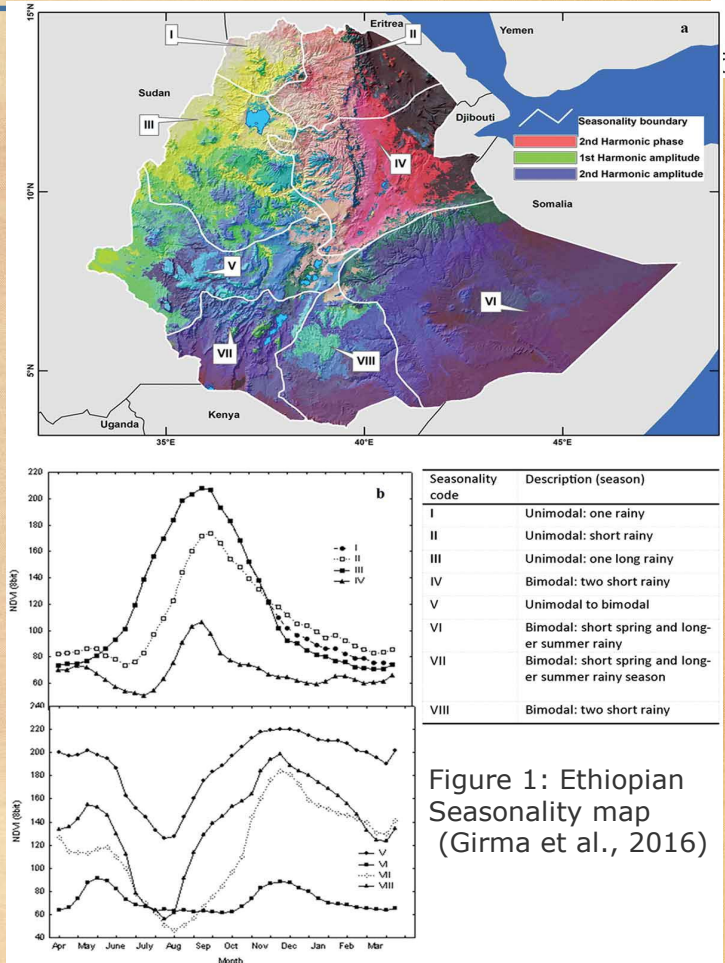 15°N
I
II
Eritrea
Yemen
a
Sudan
III
Djibouti
Seasonality boundary
2nd Harmonic phase
1st Harmonic amplitude
2nd Harmonic amplitude
IV
10°N
Somalia
V
VI
VII
VIII
5°N
Uganda
Kenya
35°E
40°E
45°E
b
220
200
180
160
140
120
100
80
60
240
NDVI (8bit)
I
II
III
IV
220
200
180
160
140
120
100
80
60
40
NDVI (8bit)
V
VI
VII
VIII
Apr May June July Aug Sep Oct Nov Dec Jan Feb Mar
Month
Seasonality code Description (season)
I Unimodal: one rainy
II Unimodal: short rainy
III Unimodal: one long rainy
IV Bimodal: two short rainy
V Unimodal to bimodal
VI Bimodal: short spring and long-
er summer rainy
VII Bimodal: short spring and long-
er summer rainy season
VIII Bimodal: two short rainy
Figure 1: Ethiopian
Seasonality map
(Girma et al., 2016)